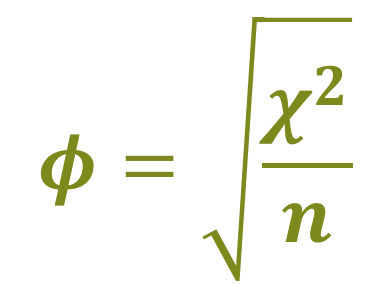 ϕ = √(χ²/n)